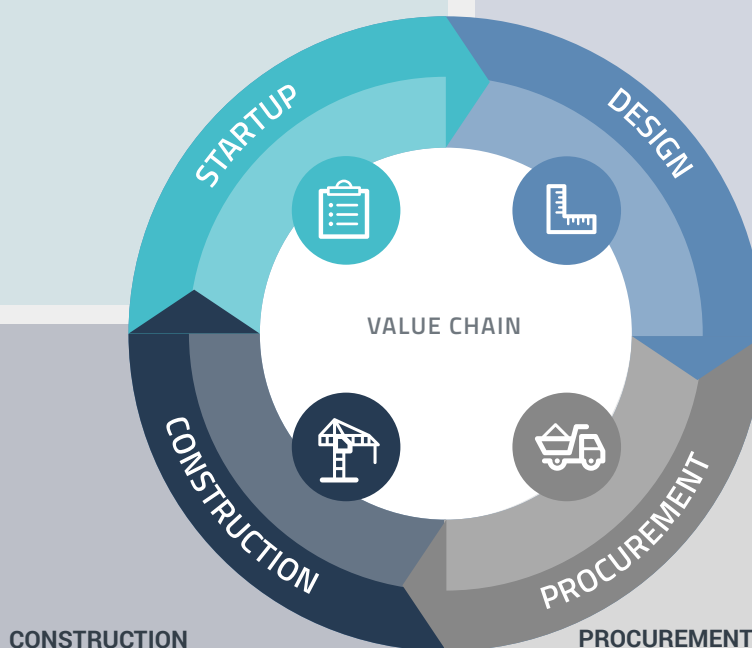 STARTUP
DESIGN
VALUE CHAIN
CONSTRUCTION
PROCUREMENT
CONSTRUCTION
PROCUREMENT